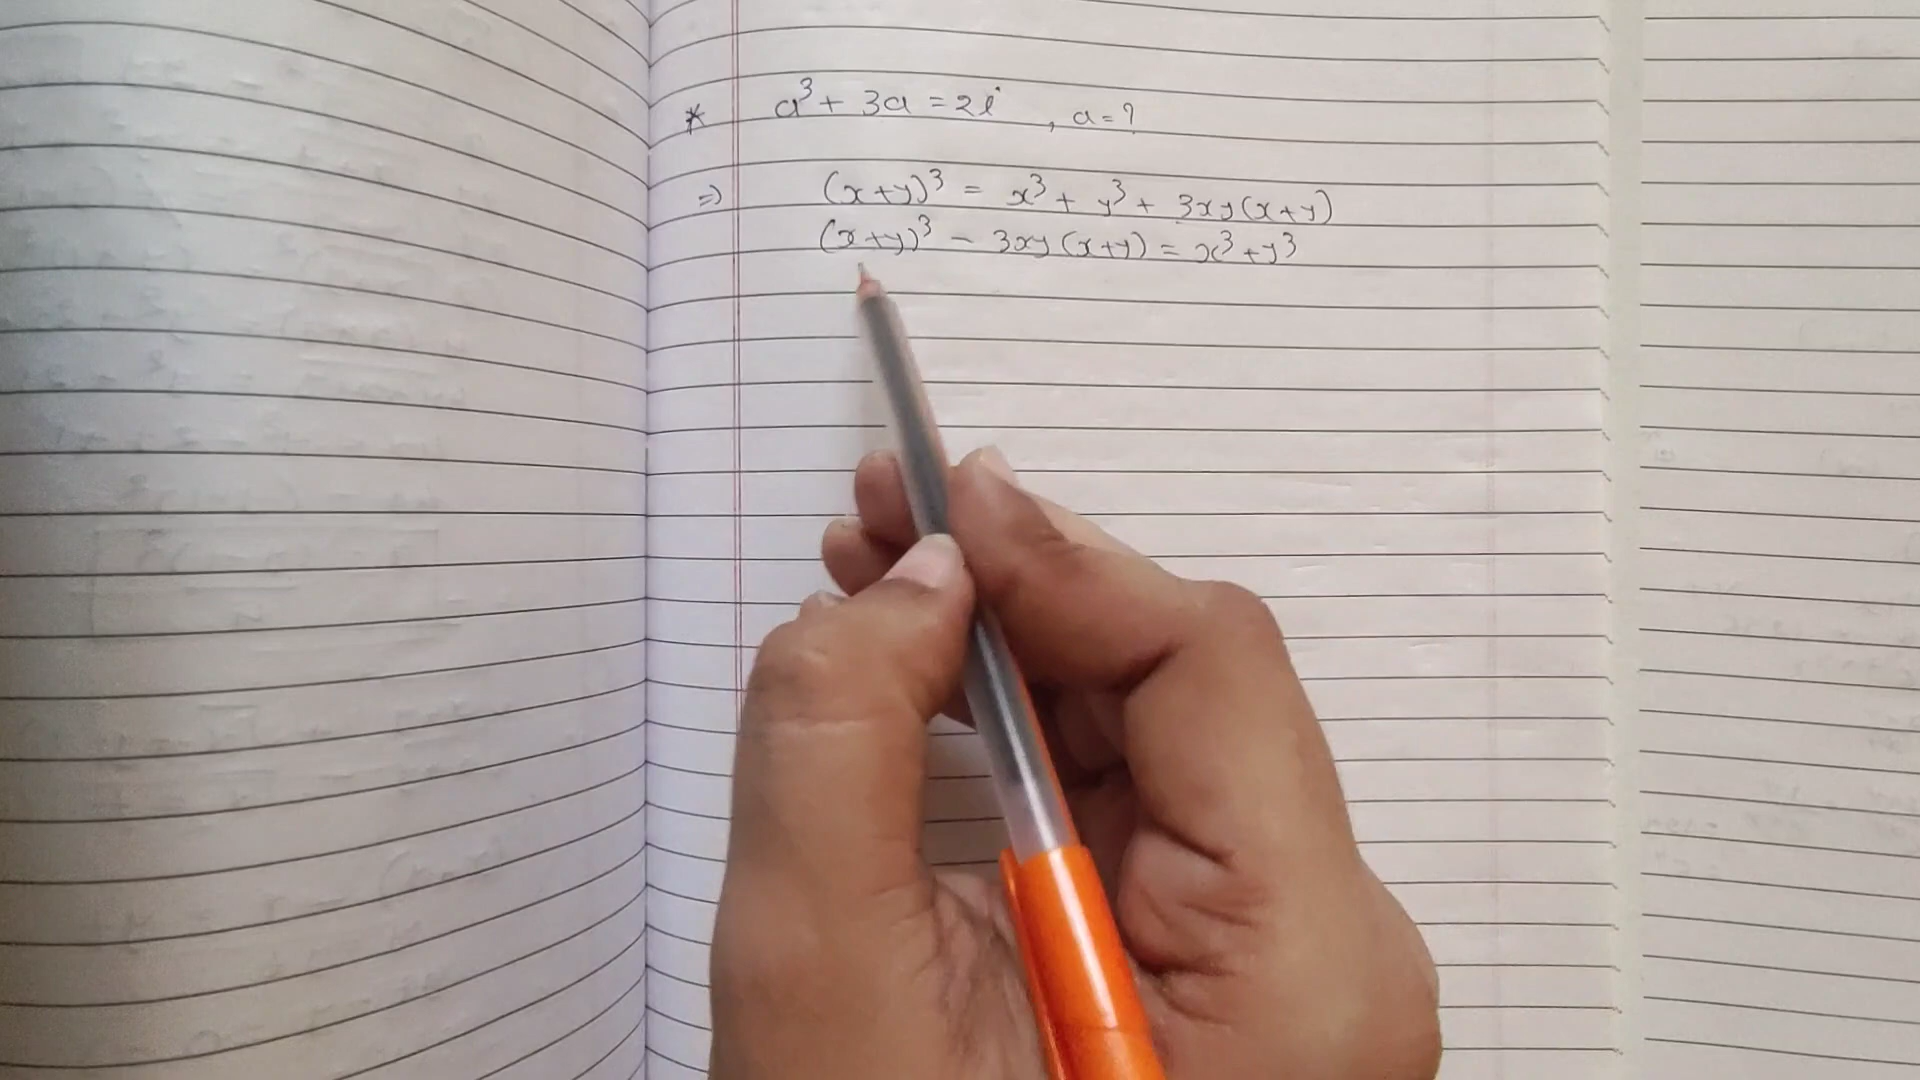 * a³ + 3a = 2i , a = ?
⇒ (x+y)³ = x³ + y³ + 3xy(x+y)
(x+y)³ - 3xy(x+y) = x³ + y³